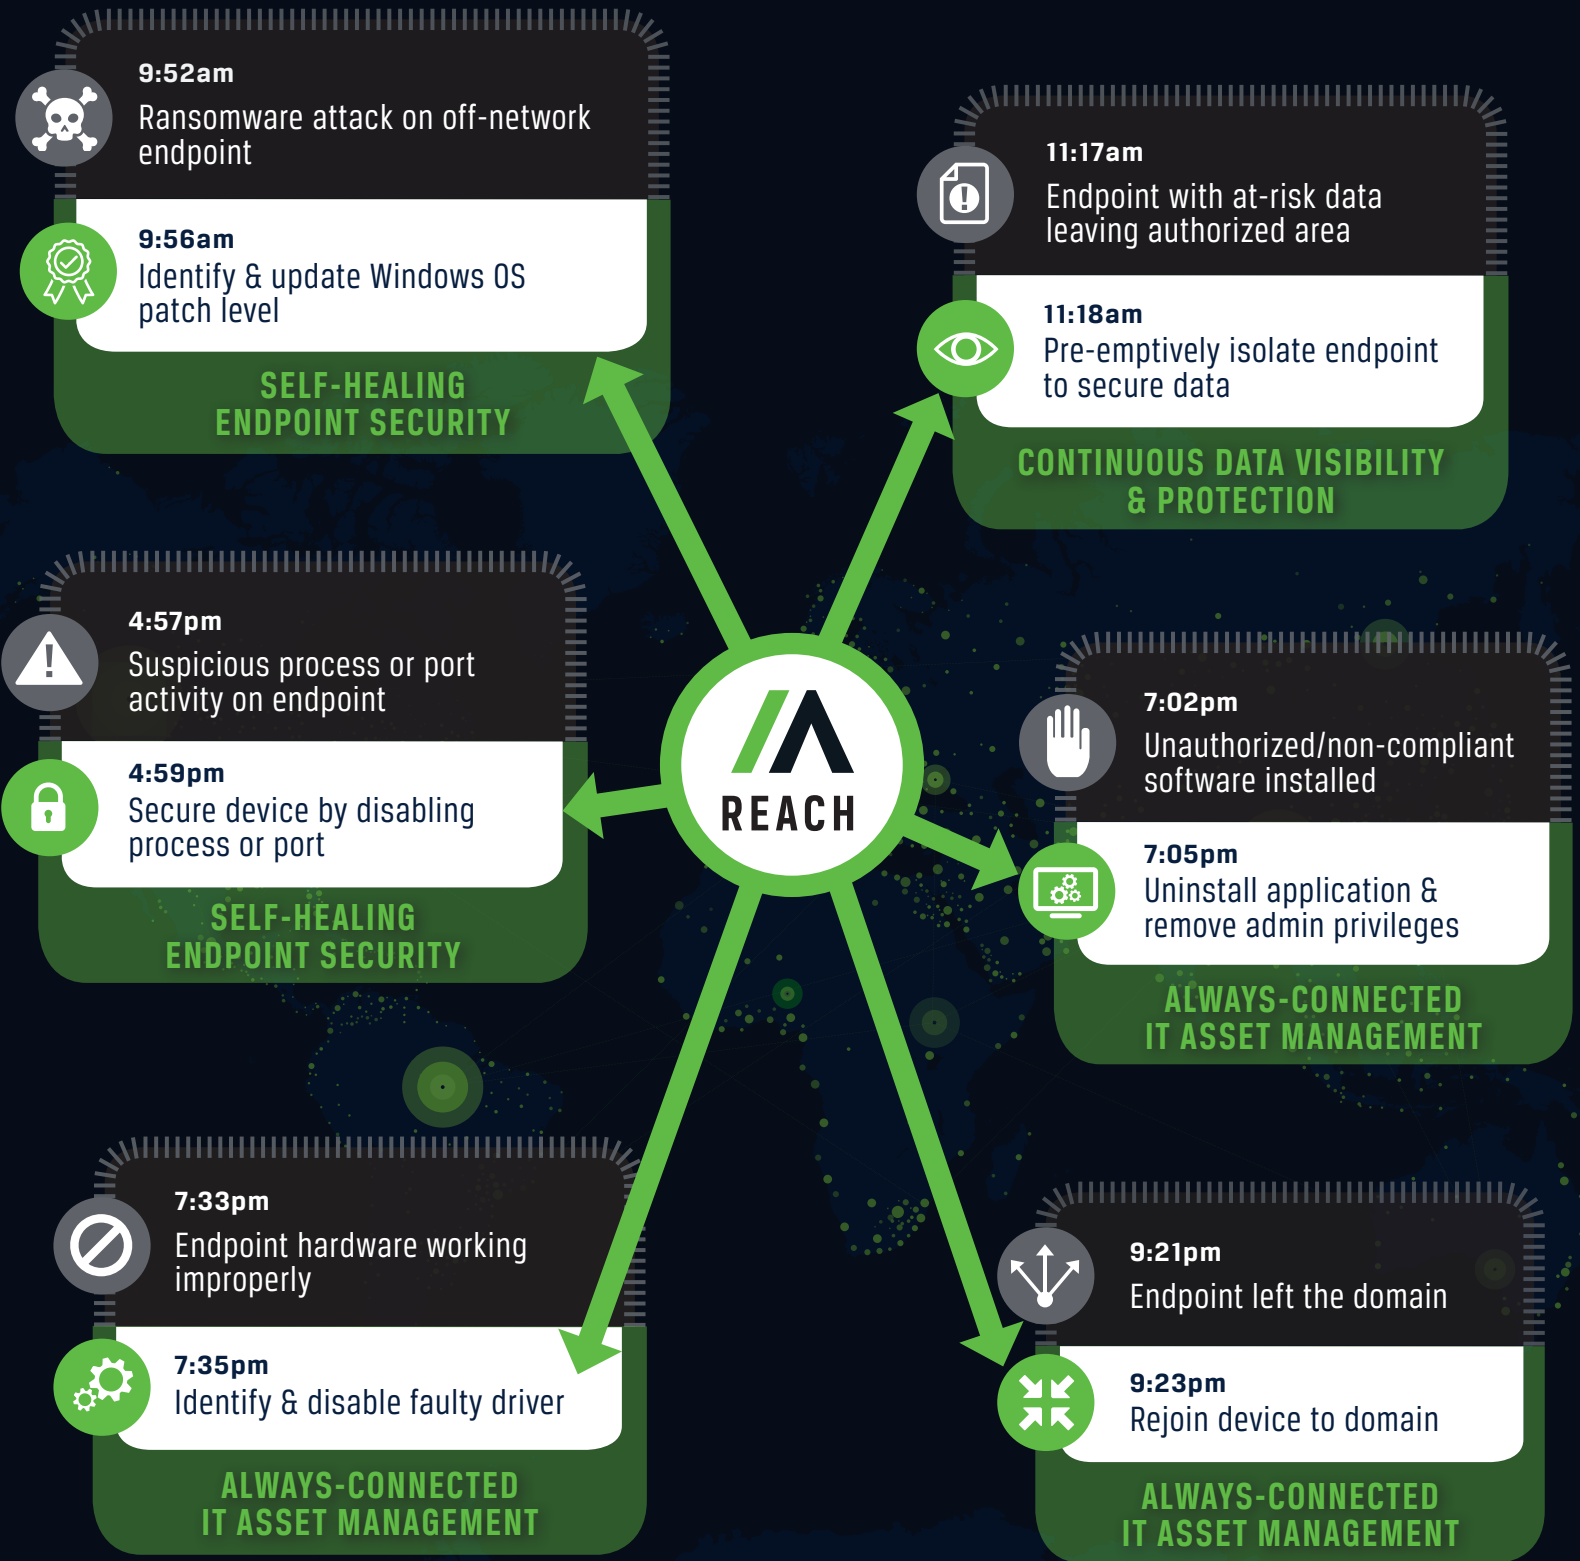 9:52am
Ransomware attack on off-network
endpoint
9:56am
Identify & update Windows OS
patch level
SELF-HEALING
ENDPOINT SECURITY
11:17am
Endpoint with at-risk data
leaving authorized area
11:18am
Pre-emptively isolate endpoint
to secure data
CONTINUOUS DATA VISIBILITY
& PROTECTION
4:57pm
Suspicious process or port
activity on endpoint
4:59pm
Secure device by disabling
process or port
SELF-HEALING
ENDPOINT SECURITY
REACH
7:02pm
Unauthorized/non-compliant
software installed
7:05pm
Uninstall application &
remove admin privileges
ALWAYS-CONNECTED
IT ASSET MANAGEMENT
7:33pm
Endpoint hardware working
improperly
7:35pm
Identify & disable faulty driver
ALWAYS-CONNECTED
IT ASSET MANAGEMENT
9:21pm
Endpoint left the domain
9:23pm
Rejoin device to domain
ALWAYS-CONNECTED
IT ASSET MANAGEMENT